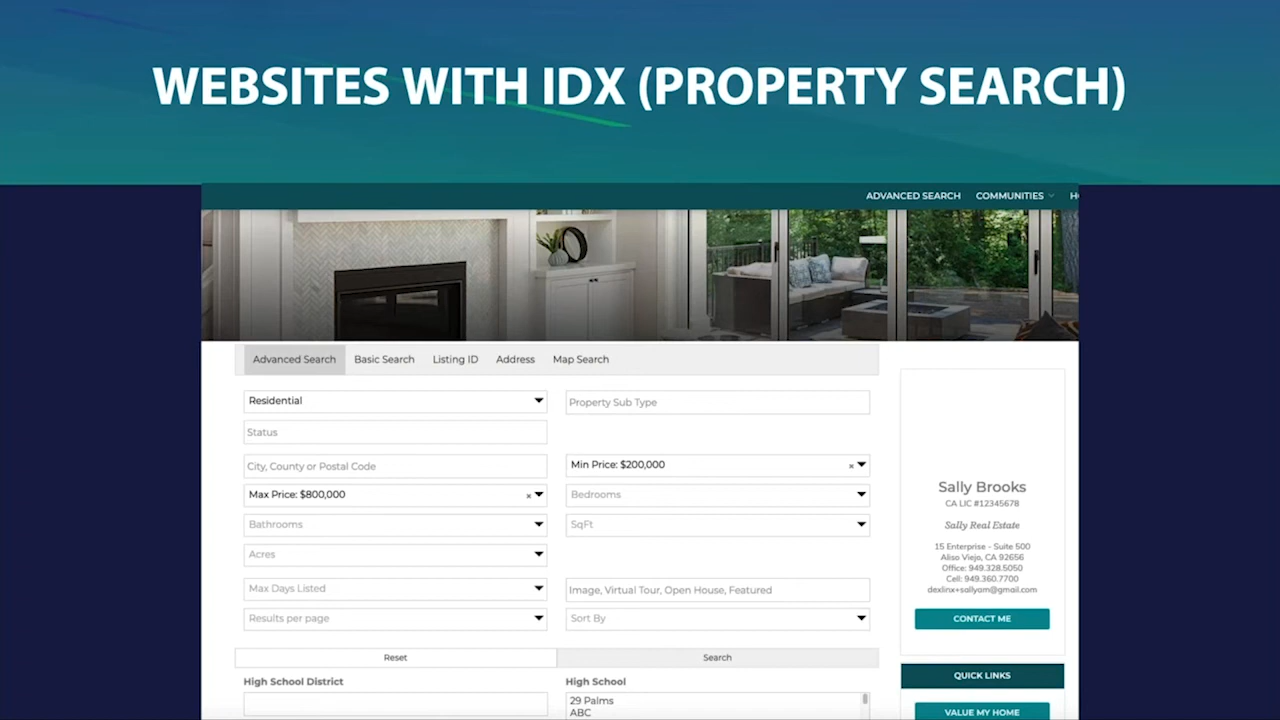 WEBSITES WITH IDX (PROPERTY SEARCH)
ADVANCED SEARCH COMMUNITIES
Advanced Search Basic Search Listing ID Address Map Search
Residential Property Sub Type
Status
City, County or Postal Code Min Price: $200,000 ×
Max Price: $800,000 × Bedrooms
Bathrooms SqFt
Acres
Max Days Listed Image, Virtual Tour, Open House, Featured
Results per page Sort By
Reset Search
High School District High School
29 Palms
ABC
Sally Brooks
CA LIC #12345678
Sally Real Estate
15 Enterprise - Suite 500
Aliso Viejo, CA 92656
Office: 949.328.5050
Cell: 949.360.7700
dexlinx+sallyam@gmail.com
CONTACT ME
QUICK LINKS
VALUE MY HOME